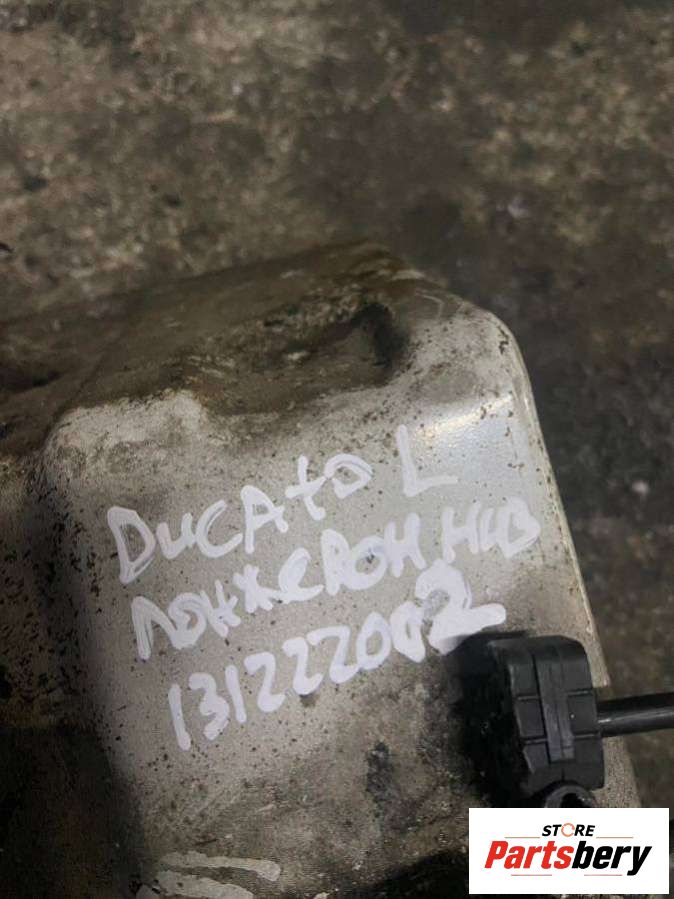 DUCATO L
ЛОНЖЕРОН НИЗ
131222002
STORE
Partsbery